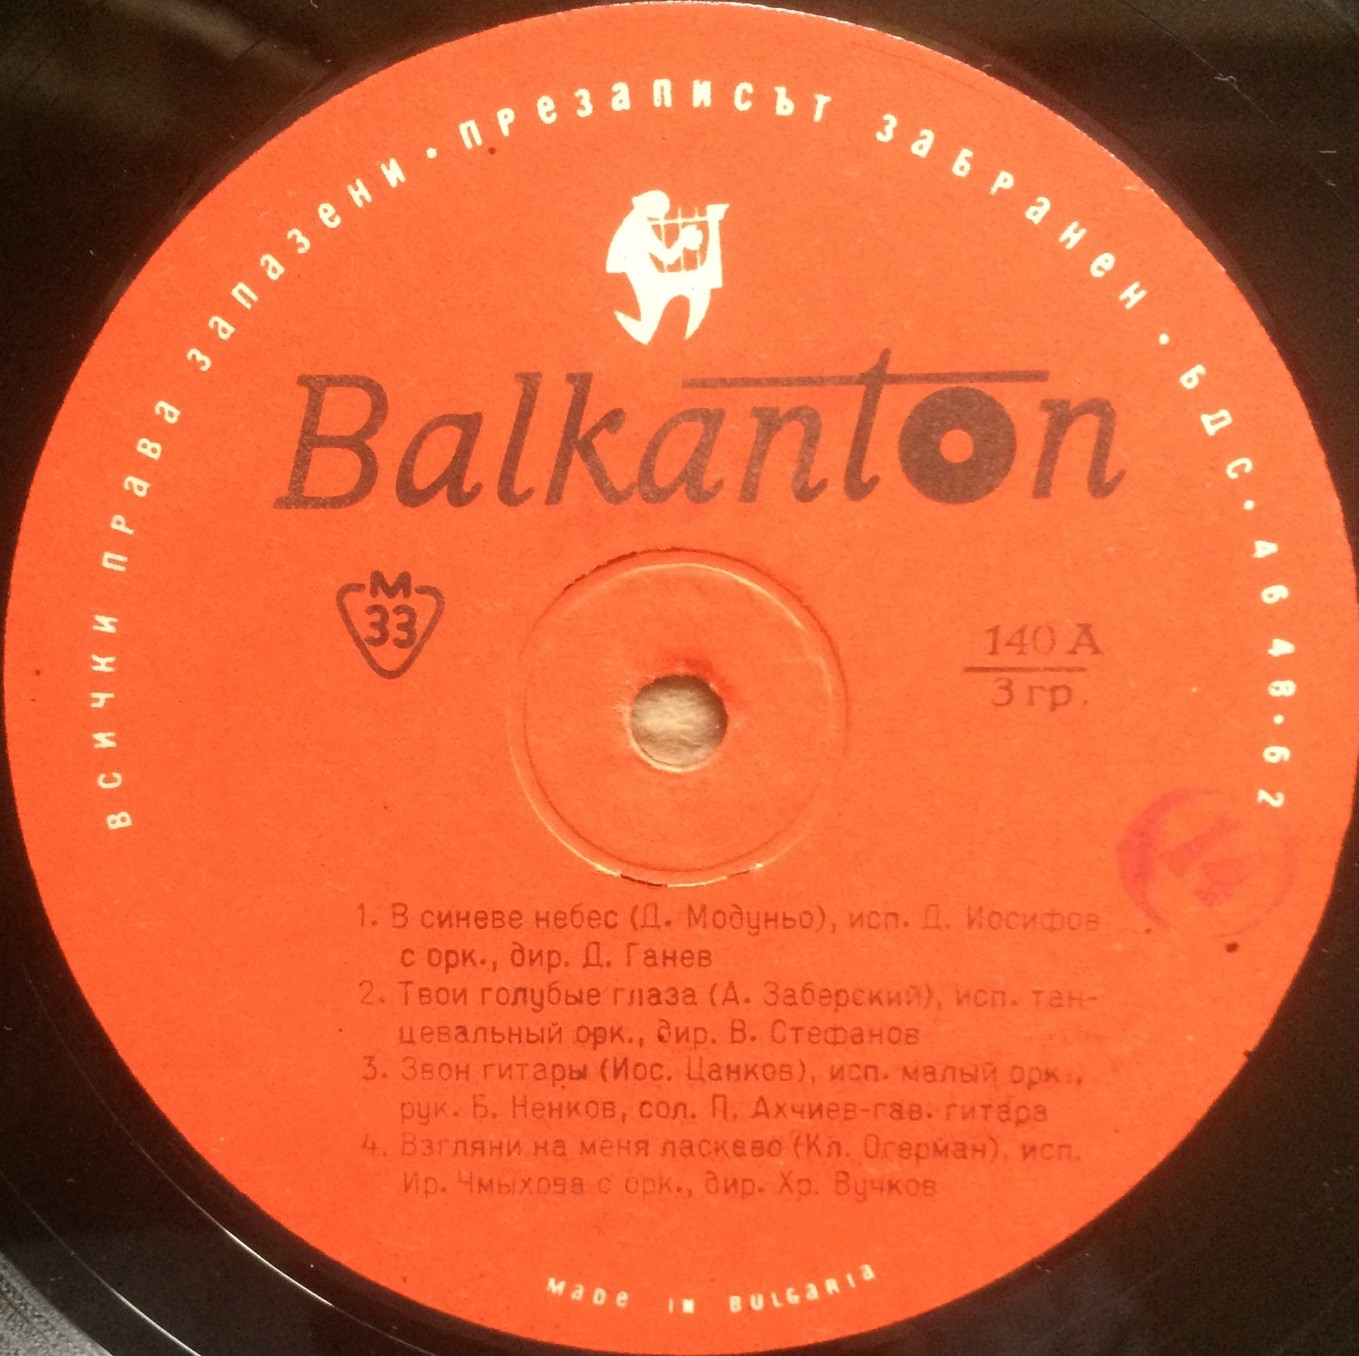 всички права запазени · презаписът забранен · БДС · 4648 · 62
Balkanton
М
33
140 А
3 гр.
1. В синеве небес (Д. Модуньо), исп. Д. Иосифов
с орк., дир. Д. Ганев
2. Твои голубые глаза (А. Заберский), исп. тан-
цевальный орк., дир. В. Стефанов
3. Звон гитары (Иос. Цанков), исп. малый орк.,
рук. Б. Ненков, сол. П. Ахчиев-гав. гитара
4. Взгляни на меня ласково (Кл. Огерман), исп.
Ир. Чмыхова с орк., дир. Хр. Вучков
Made in Bulgaria